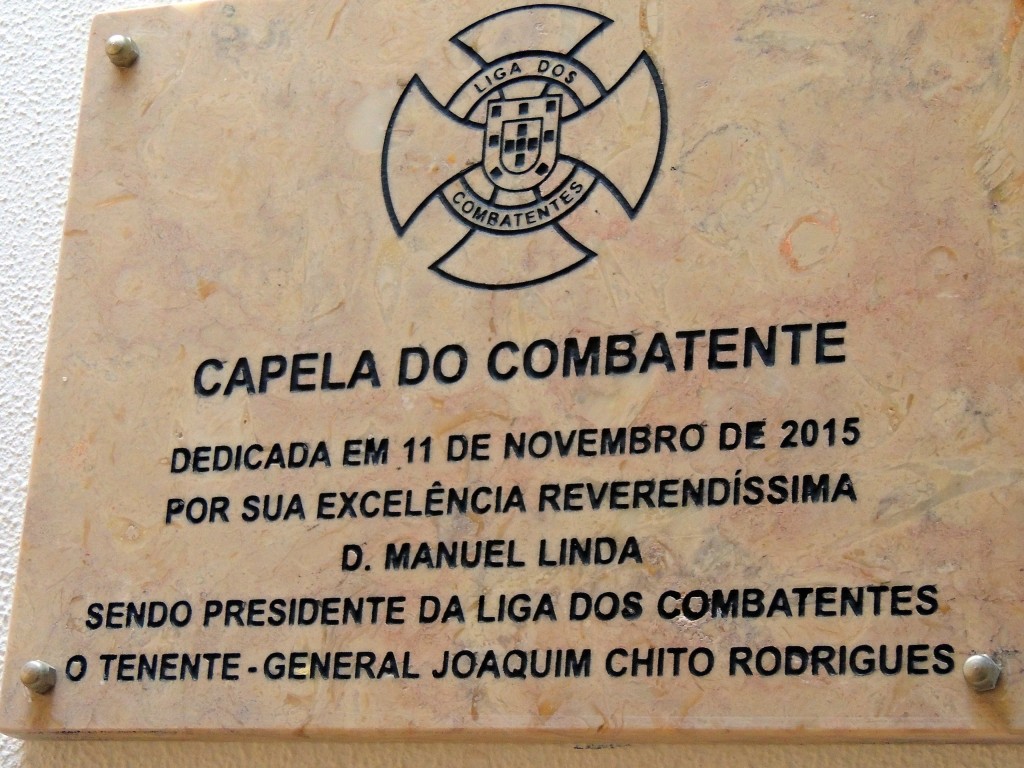 LIGA DOS
COMBATENTES
CAPELA DO COMBATENTE
DEDICADA EM 11 DE NOVEMBRO DE 2015
POR SUA EXCELÊNCIA REVERENDÍSSIMA
D. MANUEL LINDA
SENDO PRESIDENTE DA LIGA DOS COMBATENTES
O TENENTE - GENERAL JOAQUIM CHITO RODRIGUES